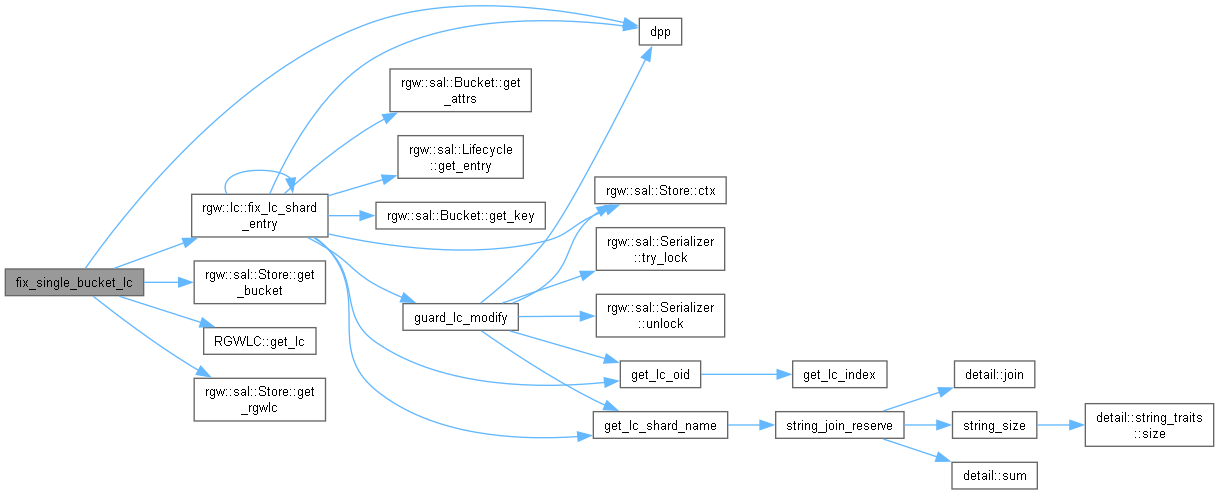 dpp
rgw::sal::Bucket::get
_attrs
rgw::sal::Lifecycle
::get_entry
rgw::lc::fix_lc_shard
_entry
rgw::sal::Bucket::get_key
rgw::sal::Store::ctx
rgw::sal::Serializer
::try_lock
fix_single_bucket_lc
rgw::sal::Store::get
_bucket
guard_lc_modify
rgw::sal::Serializer
::unlock
RGWLC::get_lc
get_lc_oid
get_lc_index
rgw::sal::Store::get
_rgwlc
get_lc_shard_name
string_join_reserve
detail::join
string_size
detail::string_traits
::size
detail::sum